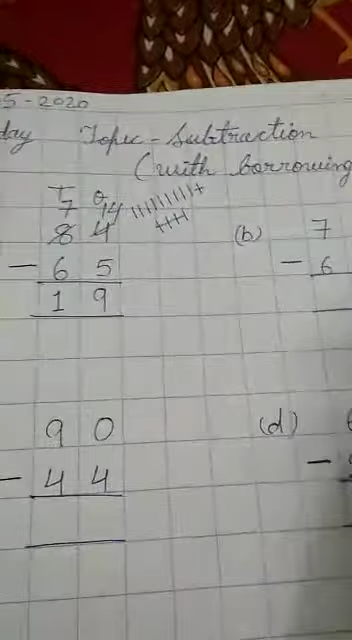 5-2020
day Topic - Subtraction
(with borrowing
T O
7 14
8 4
(b) 7
- 6 5
- 6
1 9
9 0
(d)
- 4 4
-